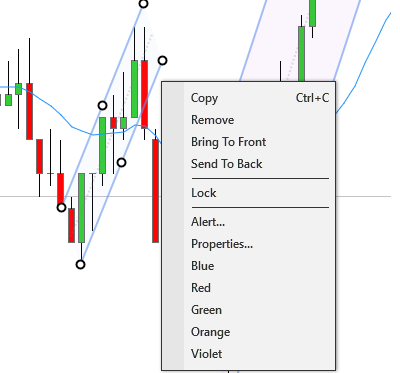 Copy Ctrl+C
Remove
Bring To Front
Send To Back
Lock
Alert...
Properties...
Blue
Red
Green
Orange
Violet